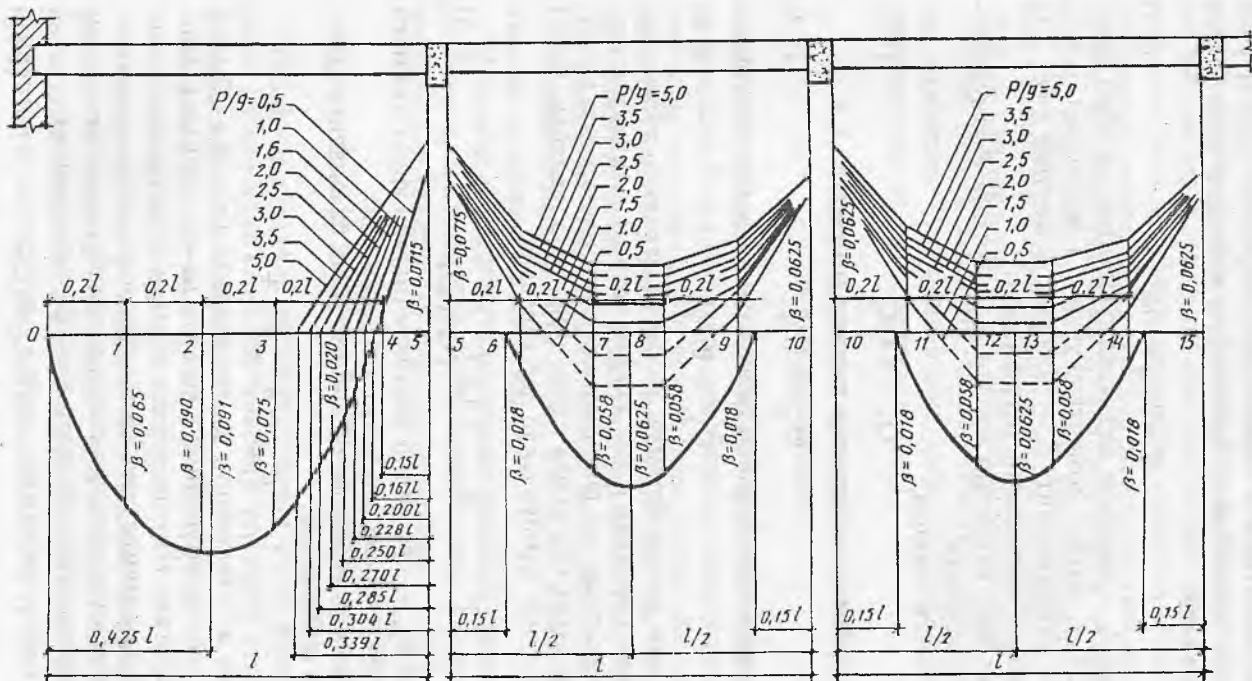 P/g=0,5
1,0
1,6
2,0
2,5
3,0
3,5
5,0
0,2l
0,2l
0,2l
0,2l
β=0,0715
0
1
2
3
4
5
β=0,065
β=0,090
β=0,091
β=0,075
β=0,020
0,15l
0,167l
0,200l
0,228l
0,250l
0,270l
0,285l
0,304l
0,339l
0,425 l
l
P/g=5,0
3,5
3,0
2,5
2,0
1,5
1,0
0,5
β=0,0715
0,2l
0,2l
0,2l
0,2l
β=0,0625
5
6
7
8
9
10
β=0,018
β=0,058
β=0,0625
β=0,058
β=0,018
0,15l
0,15l
l/2
l/2
l
P/g=5,0
3,5
3,0
2,5
2,0
1,5
1,0
0,5
β=0,0625
0,2l
0,2l
0,2l
0,2l
β=0,0625
10
11
12
13
14
15
β=0,018
β=0,058
β=0,0625
β=0,058
β=0,018
0,15l
0,15l
l/2
l/2
l